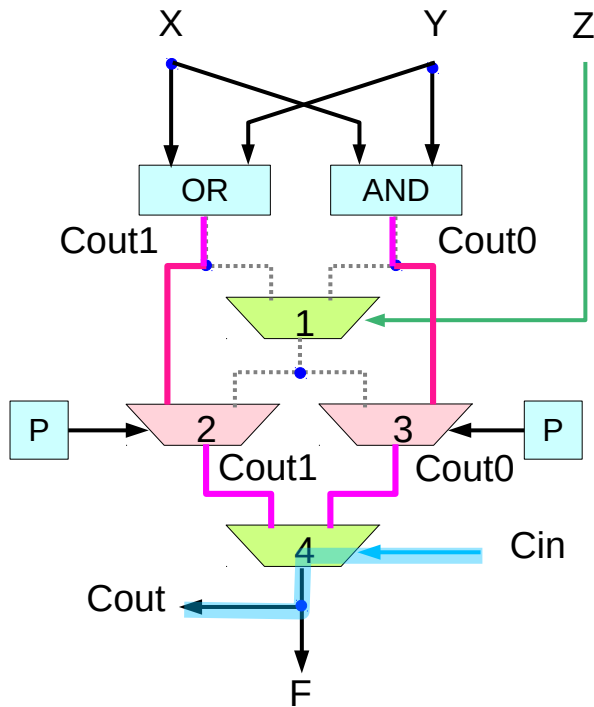 X Y Z
OR AND
Cout1 Cout0
1
P 2 3 P
Cout1 Cout0
4 Cin
Cout
F